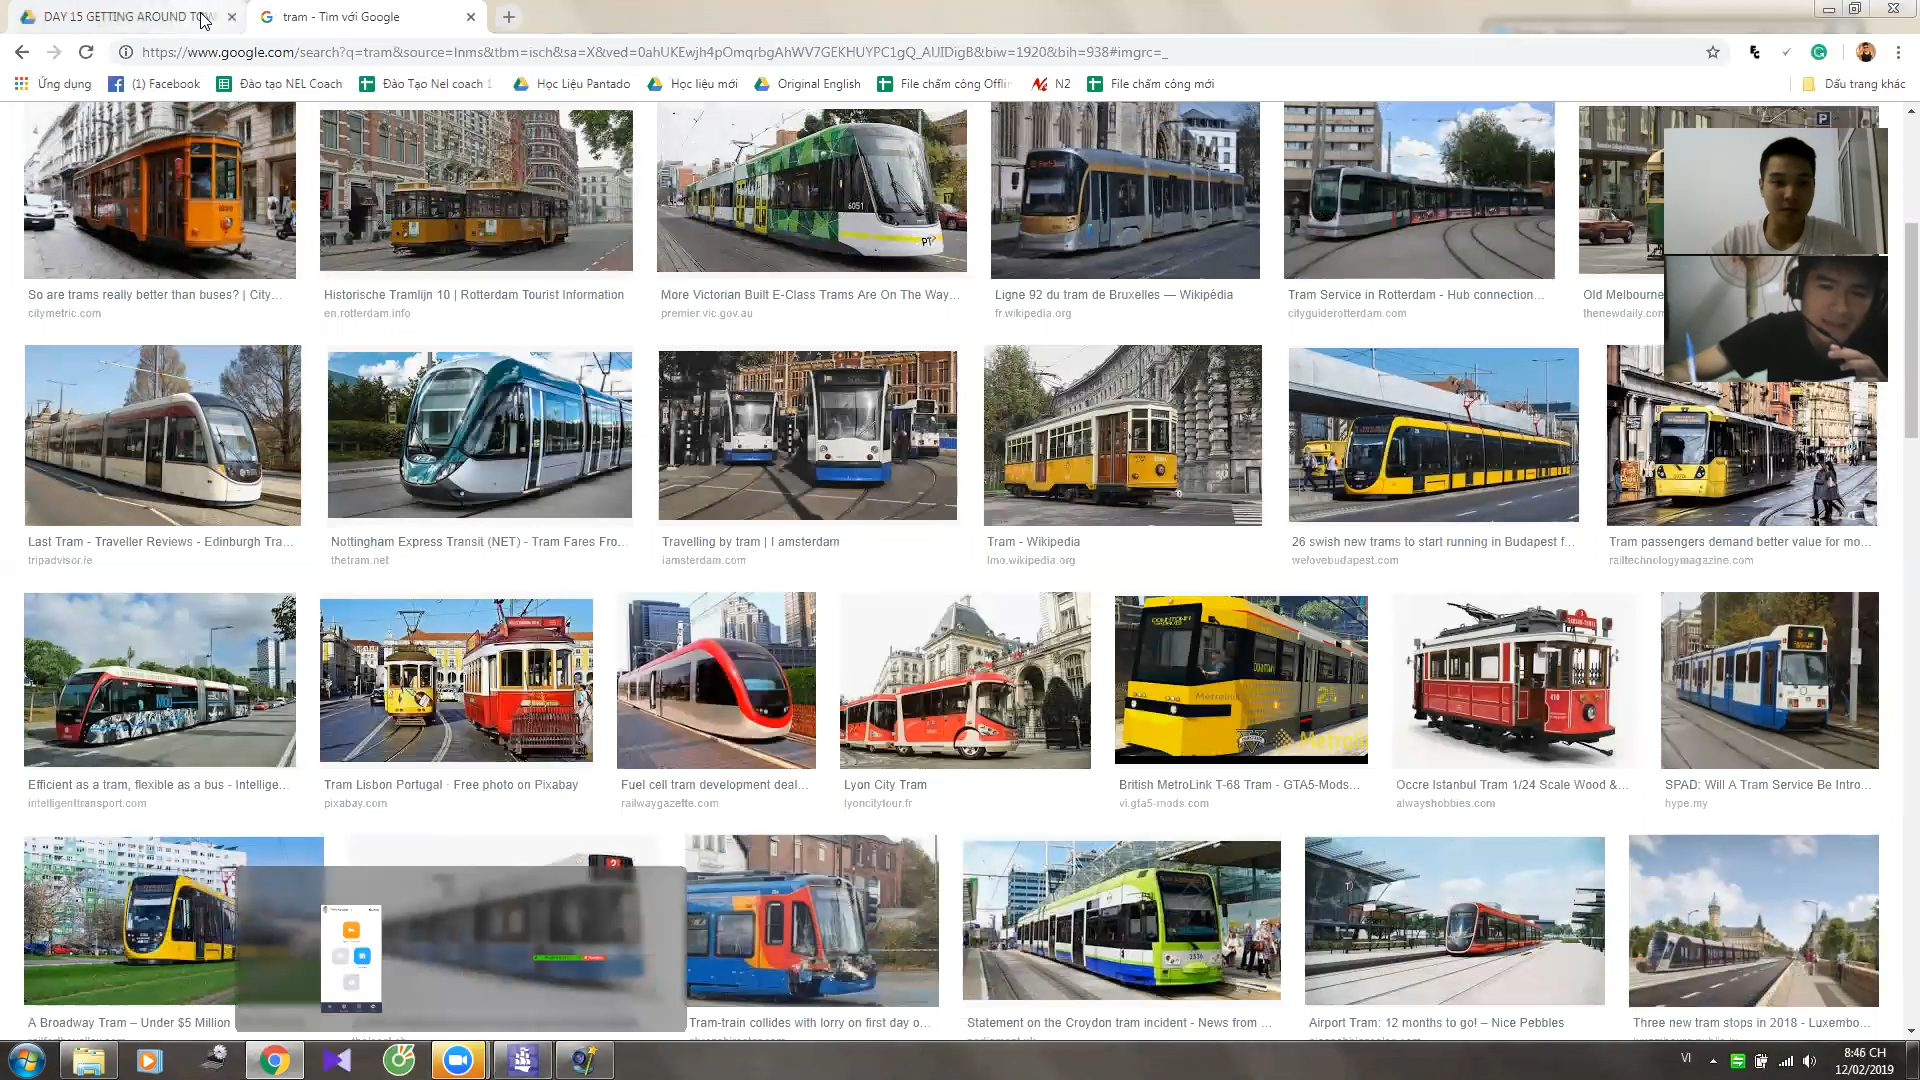 DAY 15 GETTING AROUND TOW
tram - Tìm với Google
https://www.google.com/search?q=tram&source=lnms&tbm=isch&sa=X&ved=0ahUKEwjh4pOmqrbgAhWV7GEKHUYPC1gQ_AUIDigB&biw=1920&bih=938#imgrc=_
Ứng dụng
(1) Facebook
Đào tạo NEL Coach
Đào Tạo Nel coach 1
Học Liệu Pantado
Học liệu mới
Original English
File chấm công Offlin
N2
File chấm công mới
Dấu trang khác
So are trams really better than buses? | City...
citymetric.com
Historische Tramlijn 10 | Rotterdam Tourist Information
en.rotterdam.info
More Victorian Built E-Class Trams Are On The Way...
premier.vic.gov.au
Ligne 92 du tram de Bruxelles — Wikipédia
fr.wikipedia.org
Tram Service in Rotterdam - Hub connection...
cityguiderotterdam.com
Old Melbourne
thenewdaily.com
Last Tram - Traveller Reviews - Edinburgh Tra...
tripadvisor.ie
Nottingham Express Transit (NET) - Tram Fares Fro...
thetram.net
Travelling by tram | I amsterdam
iamsterdam.com
Tram - Wikipedia
lmo.wikipedia.org
26 swish new trams to start running in Budapest f...
welovebudapest.com
Tram passengers demand better value for mo...
railtechnologymagazine.com
Efficient as a tram, flexible as a bus - Intellige...
intelligenttransport.com
Tram Lisbon Portugal · Free photo on Pixabay
pixabay.com
Fuel cell tram development deal...
railwaygazette.com
Lyon City Tram
lyoncitytour.fr
British MetroLink T-68 Tram - GTA5-Mods...
vi.gta5-mods.com
Occre Istanbul Tram 1/24 Scale Wood &...
alwayshobbies.com
SPAD: Will A Tram Service Be Intro...
hype.my
A Broadway Tram – Under $5 Million
Tram-train collides with lorry on first day o...
Statement on the Croydon tram incident - News from ...
Airport Tram: 12 months to go! – Nice Pebbles
Three new tram stops in 2018 - Luxembo...
VI
8:46 CH
12/02/2019